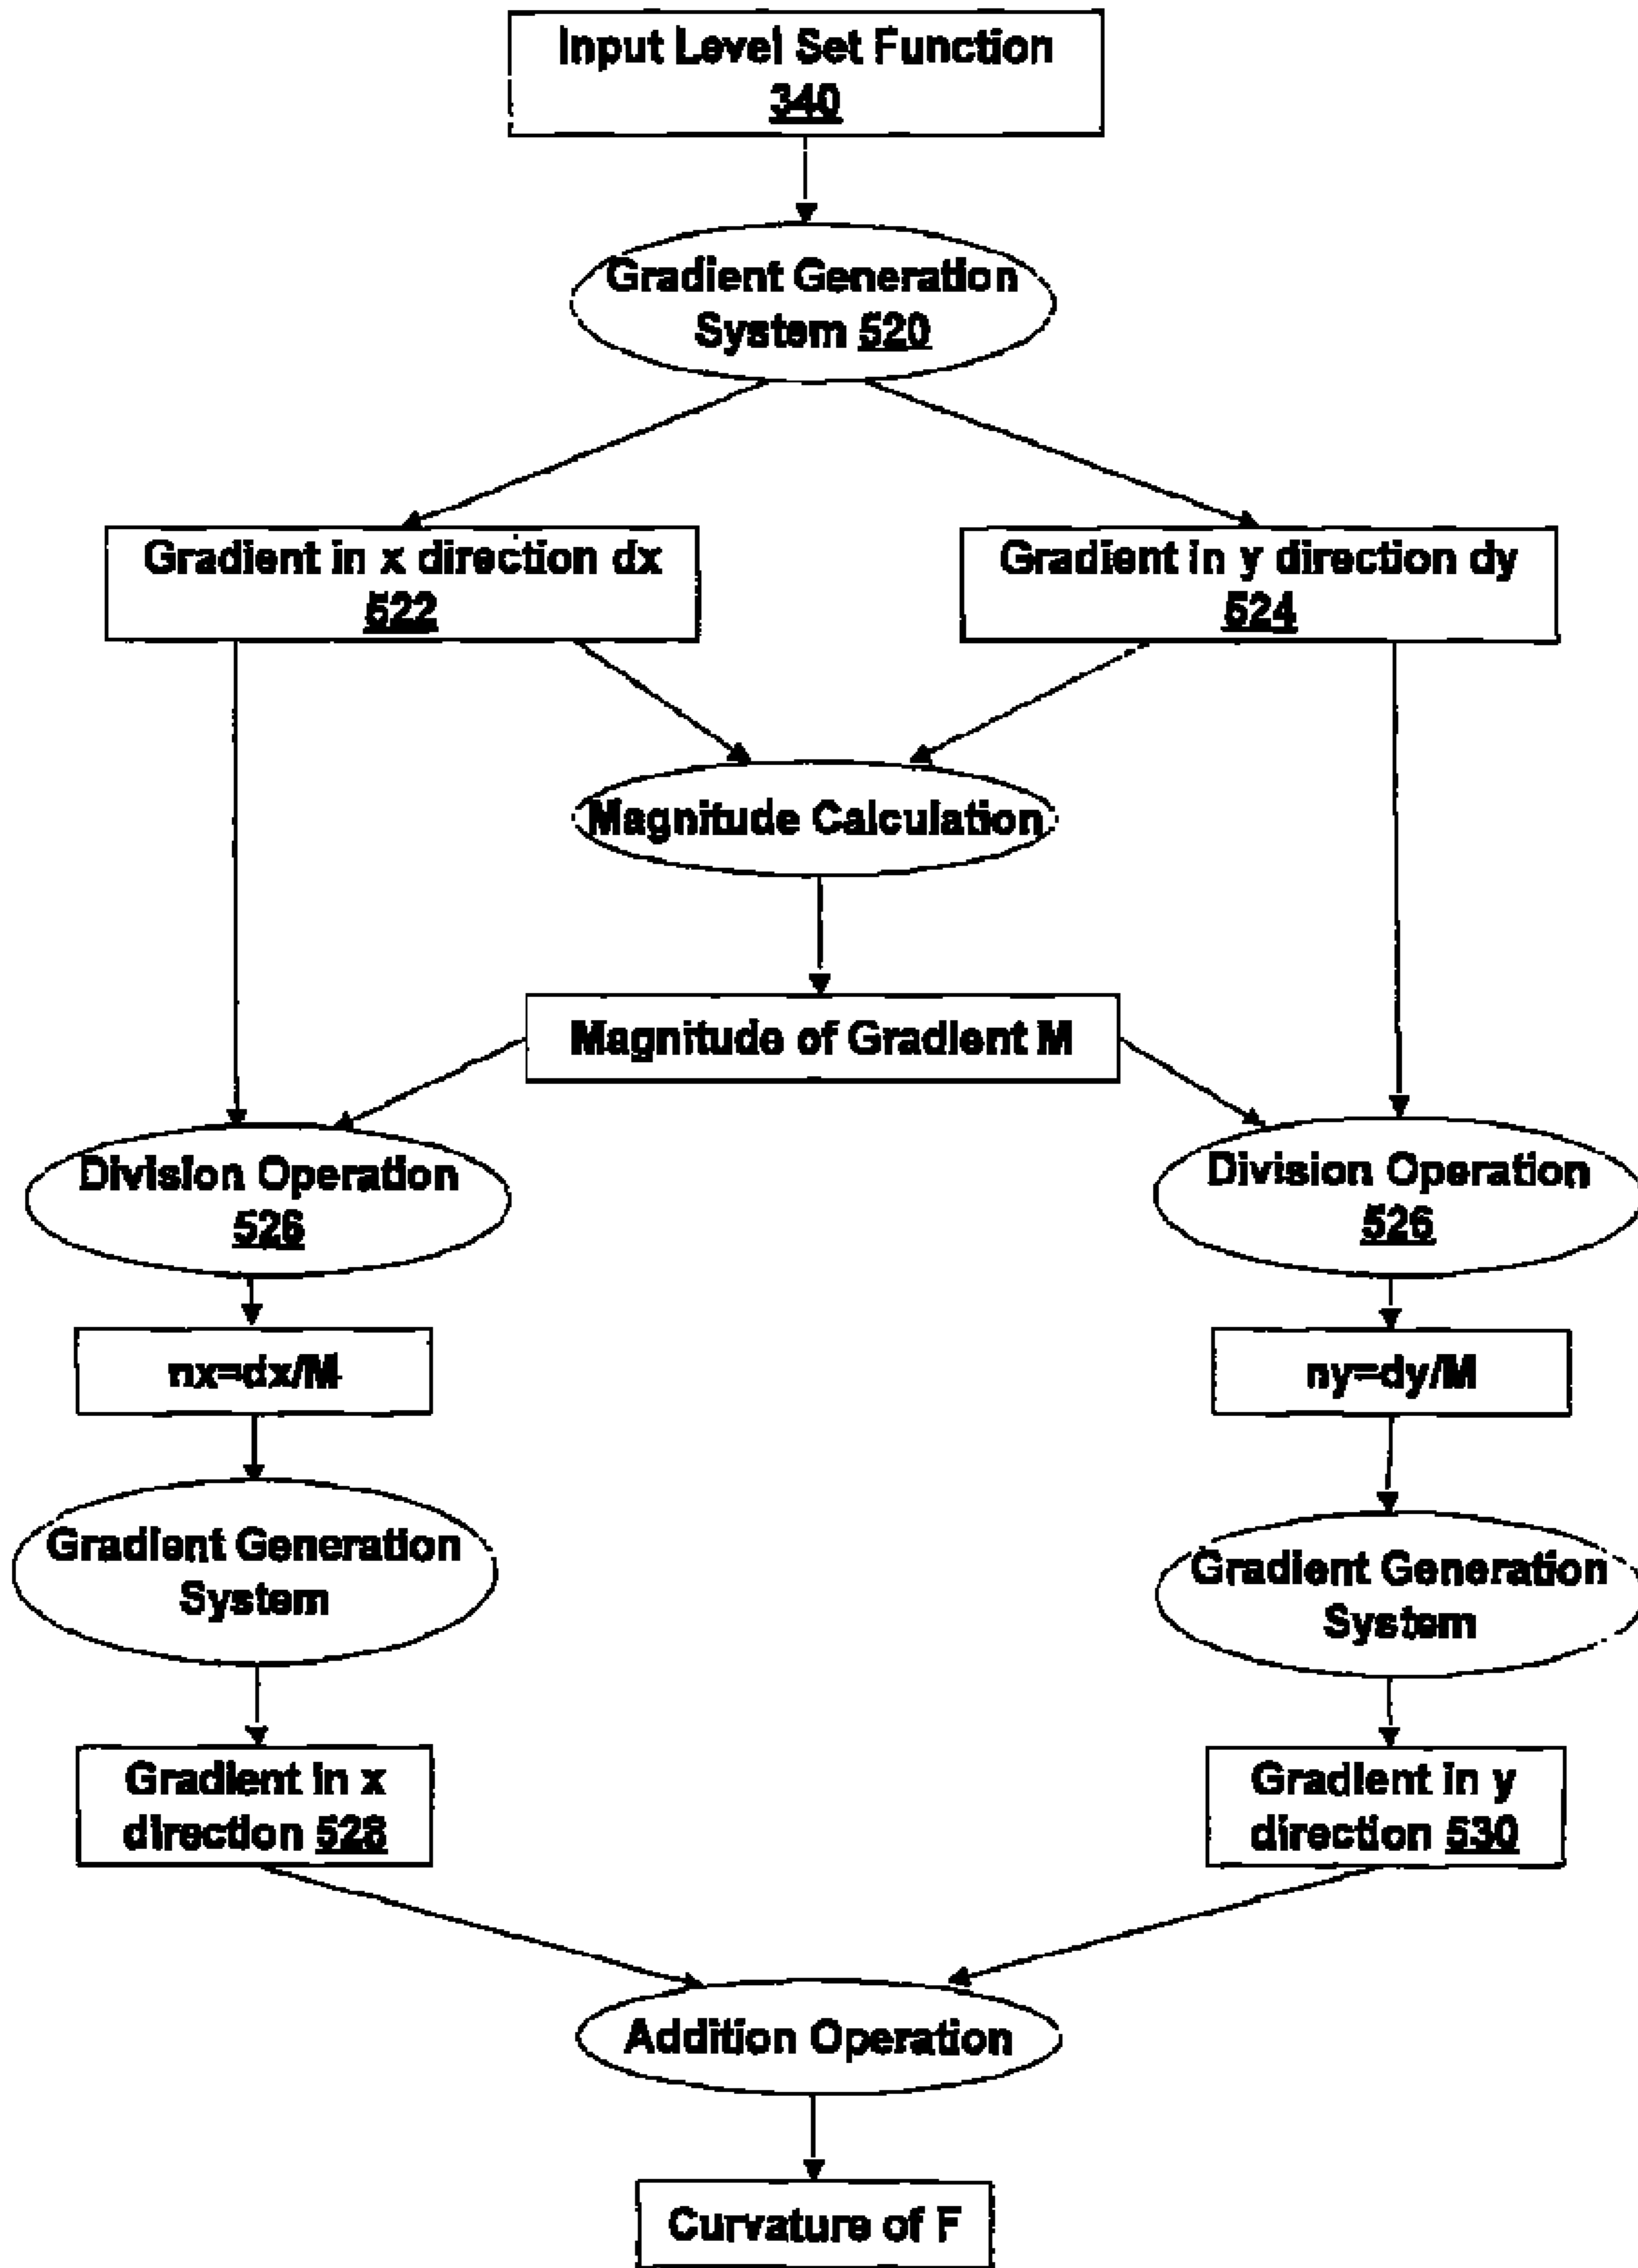 Input Level Set Function
340
Gradient Generation
System 520
Gradient in x direction dx
522
Gradient in y direction dy
524
Magnitude Calculation
Magnitude of Gradient M
Division Operation
526
Division Operation
526
nx=dx/M
ny=dy/M
Gradient Generation
System
Gradient Generation
System
Gradient in x
direction 528
Gradient in y
direction 530
Addition Operation
Curvature of F